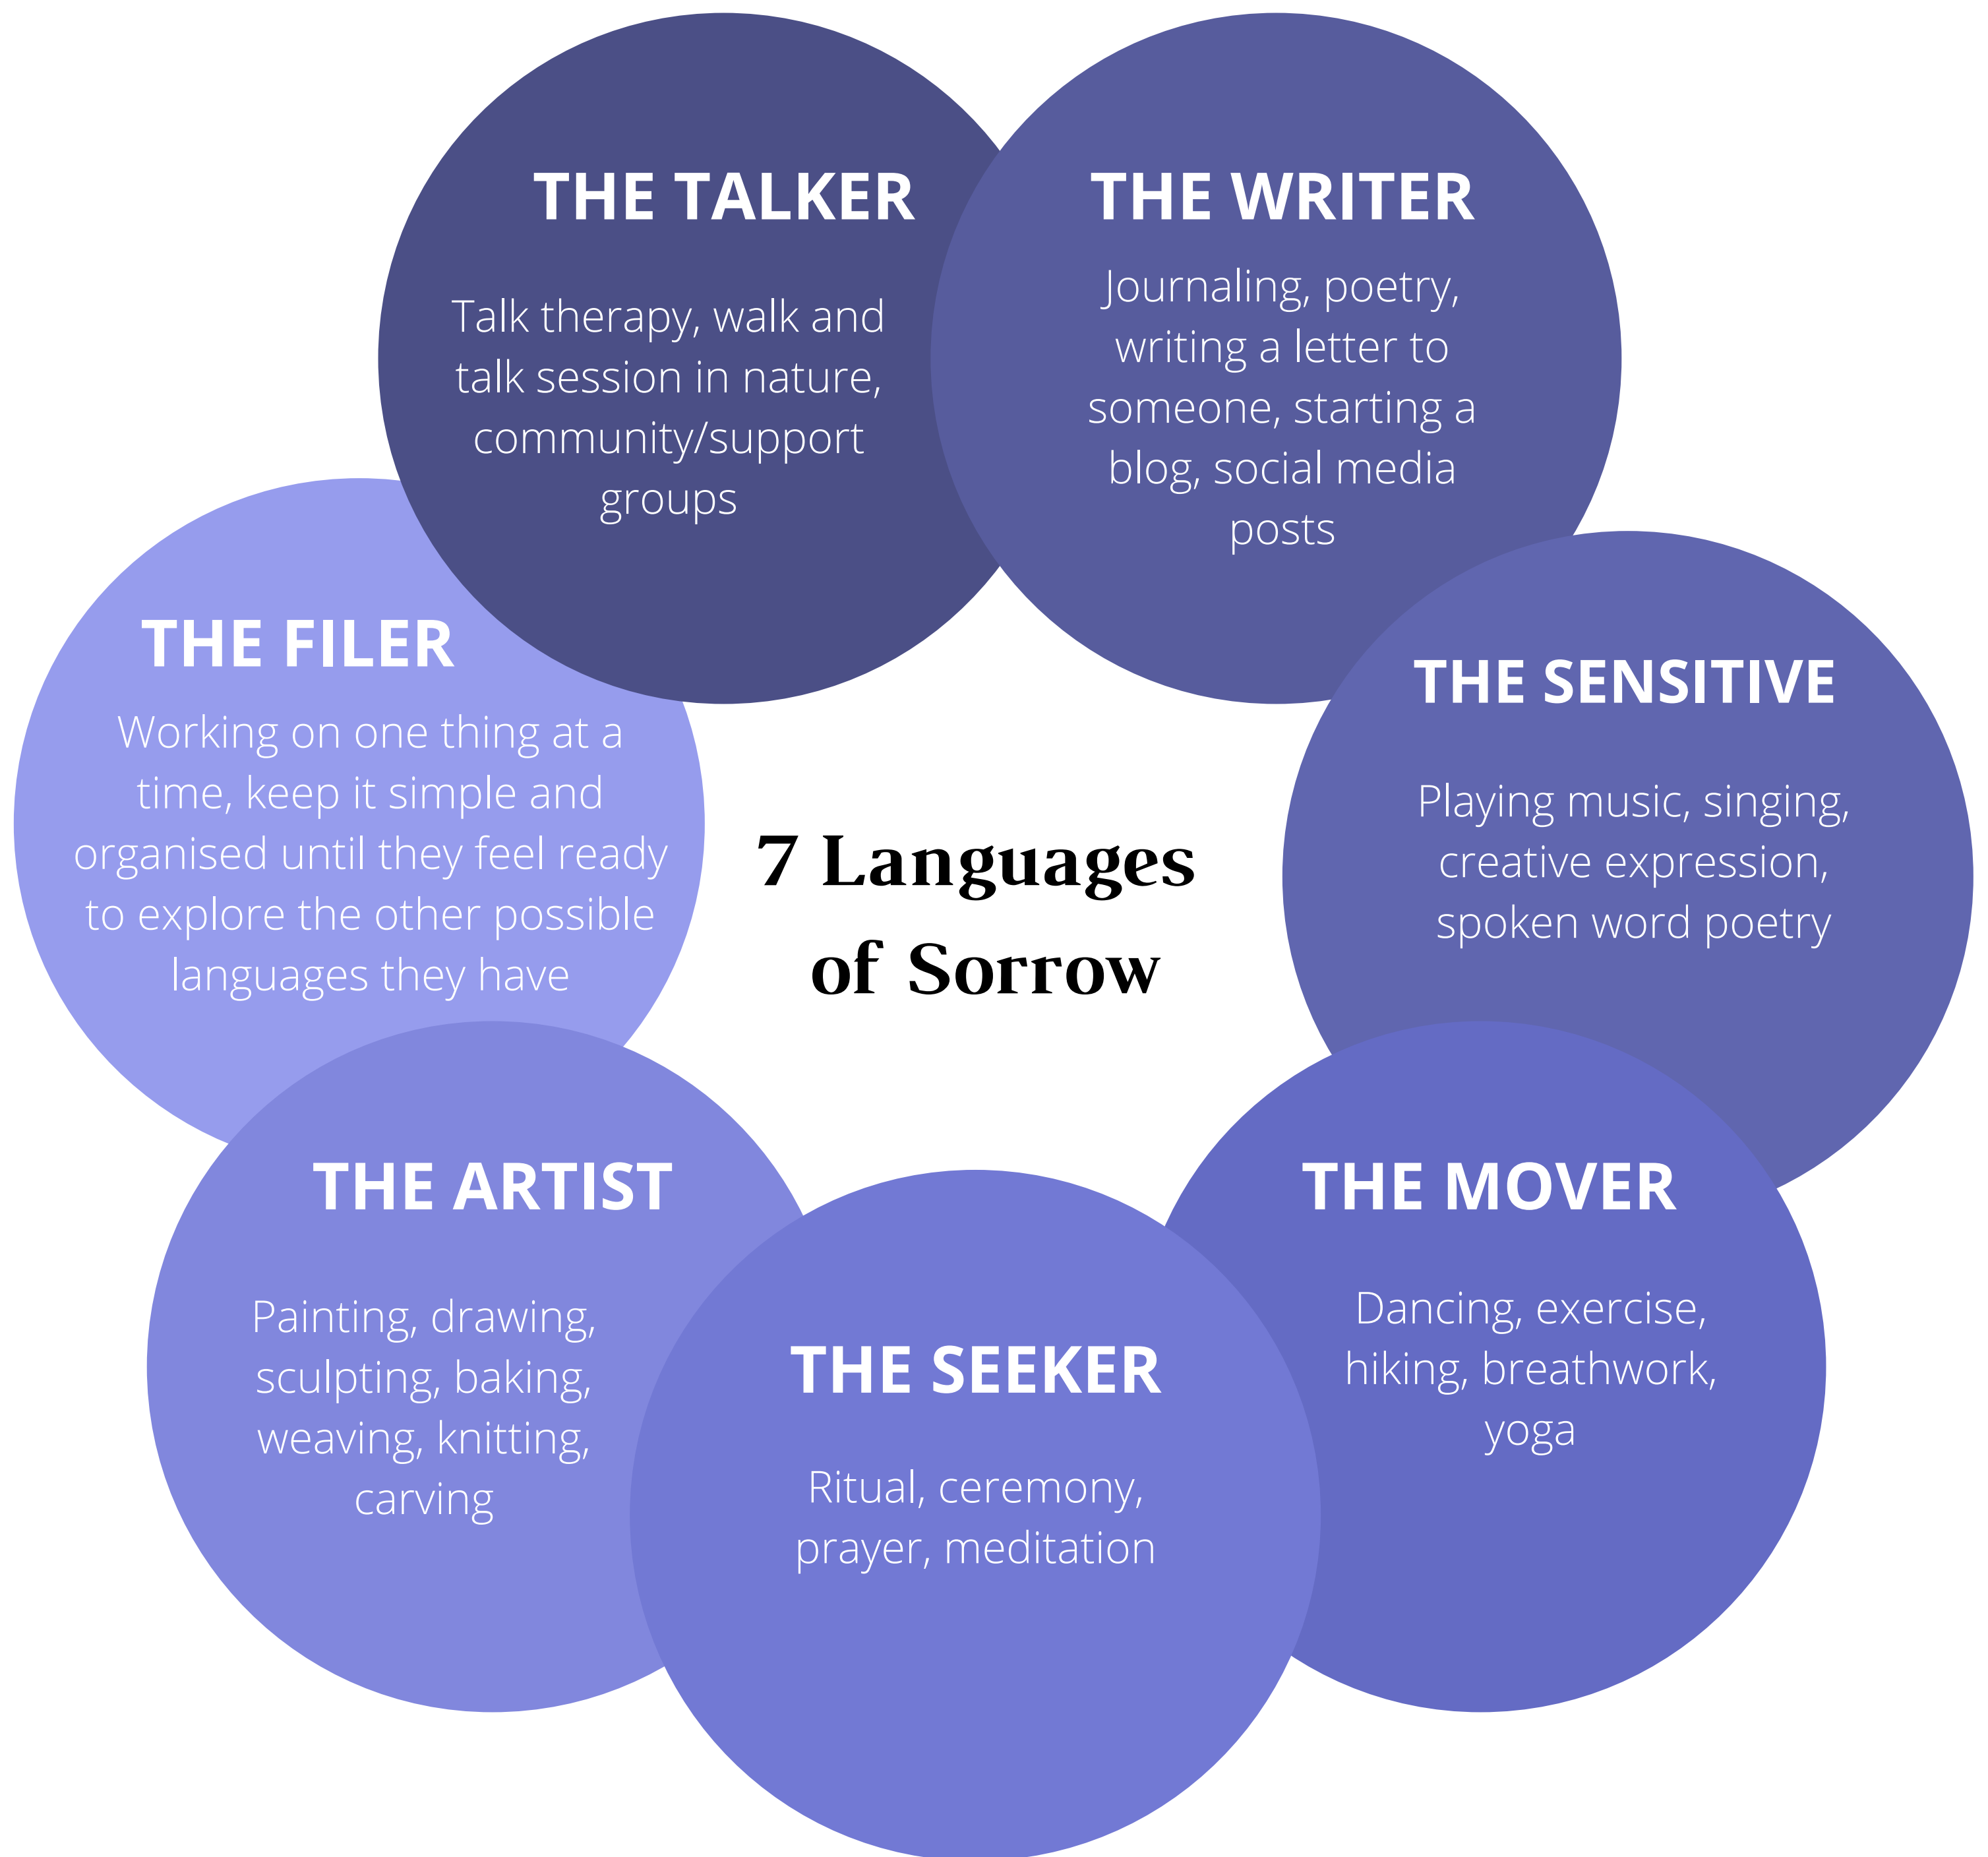 THE TALKER
Talk therapy, walk and
talk session in nature,
community/support
groups
THE WRITER
Journaling, poetry,
writing a letter to
someone, starting a
blog, social media
posts
THE FILER
Working on one thing at a
time, keep it simple and
organised until they feel ready
to explore the other possible
languages they have
7 Languages
of Sorrow
THE SENSITIVE
Playing music, singing,
creative expression,
spoken word poetry
THE ARTIST
Painting, drawing,
sculpting, baking,
weaving, knitting,
carving
THE SEEKER
Ritual, ceremony,
prayer, meditation
THE MOVER
Dancing, exercise,
hiking, breathwork,
yoga